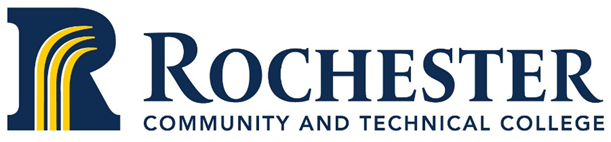 ROCHESTER
COMMUNITY AND TECHNICAL COLLEGE